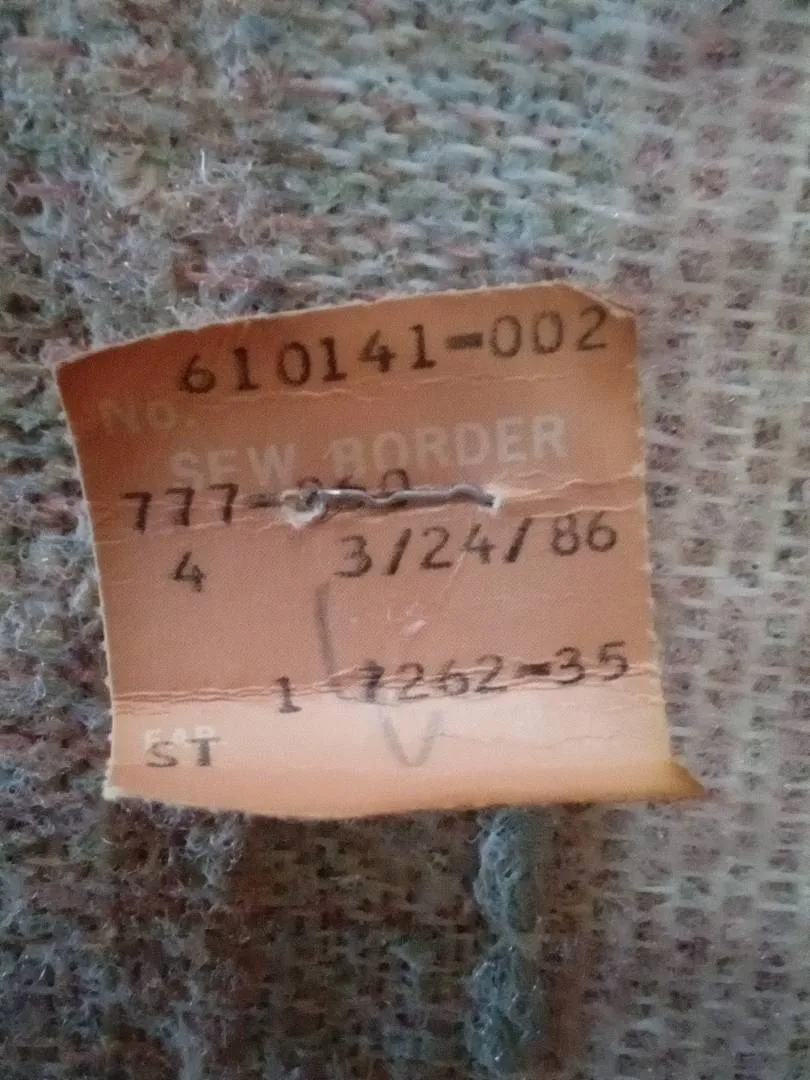 610141-002
No.
SEW BORDER
777-
4 3/24/86
1 7262-35
ST